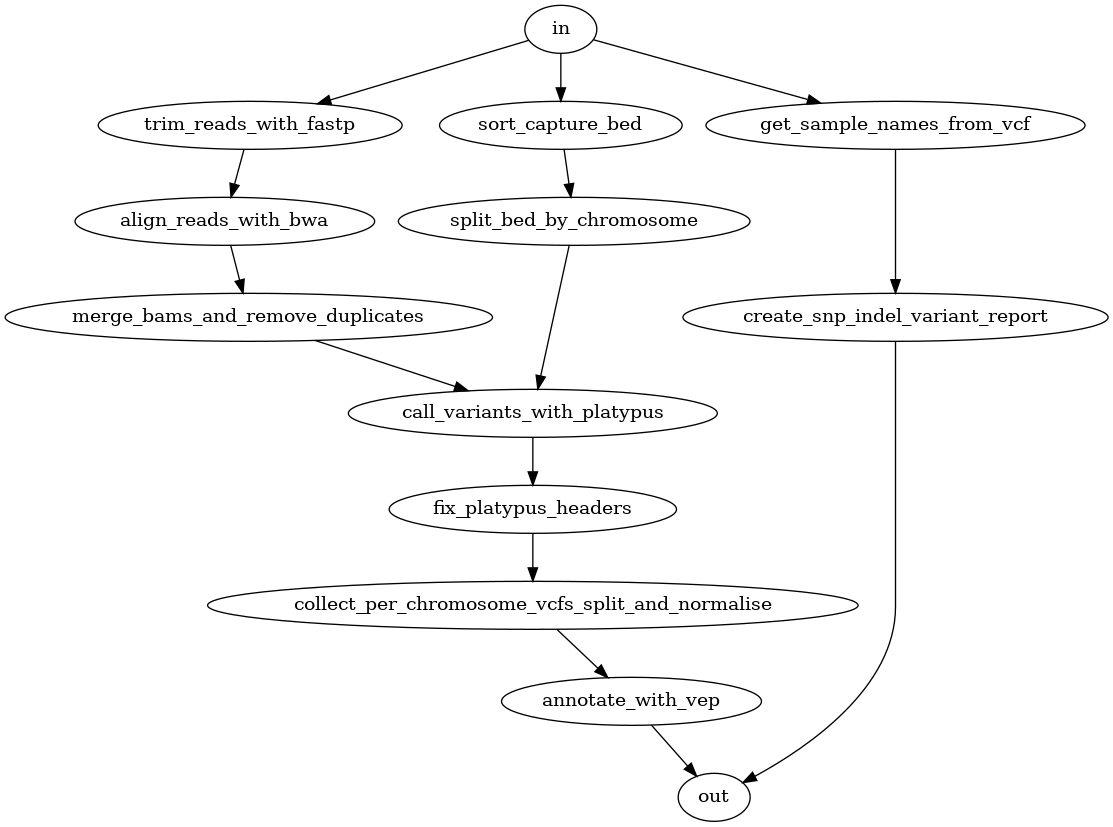 in
trim_reads_with_fastp
sort_capture_bed
get_sample_names_from_vcf
align_reads_with_bwa
split_bed_by_chromosome
merge_bams_and_remove_duplicates
create_snp_indel_variant_report
call_variants_with_platypus
fix_platypus_headers
collect_per_chromosome_vcfs_split_and_normalise
annotate_with_vep
out